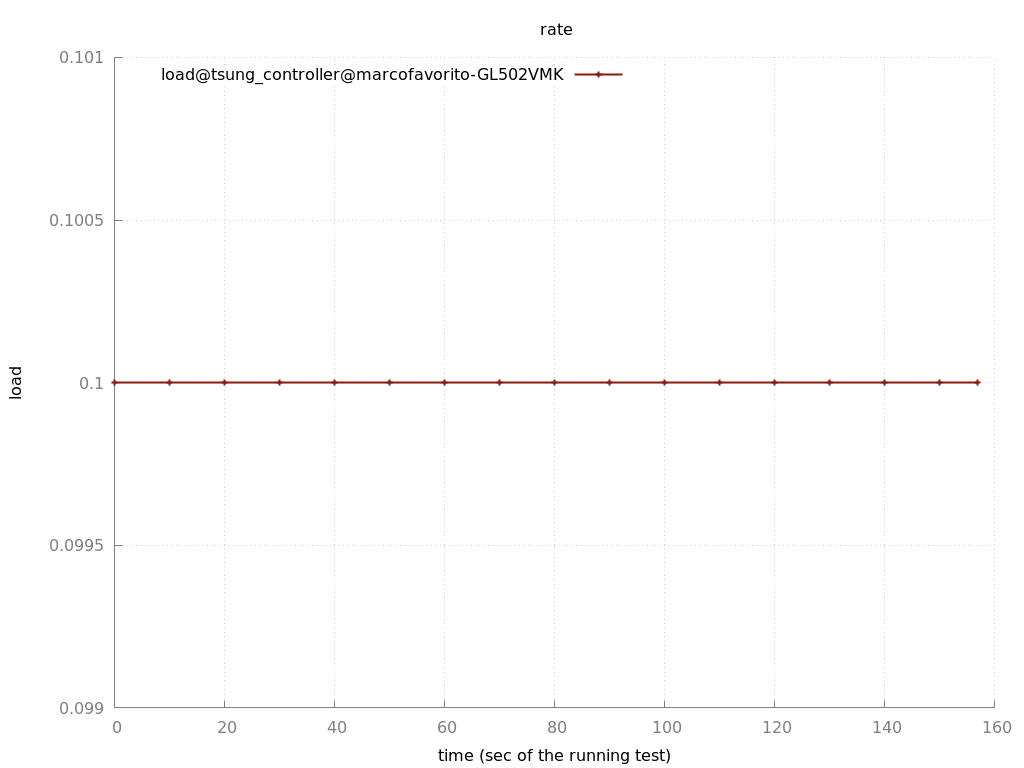 rate
load@tsung_controller@marcofavorito-GL502VMK
0.101
0.1005
0.1
0.0995
0.099
load
0 20 40 60 80 100 120 140 160
time (sec of the running test)